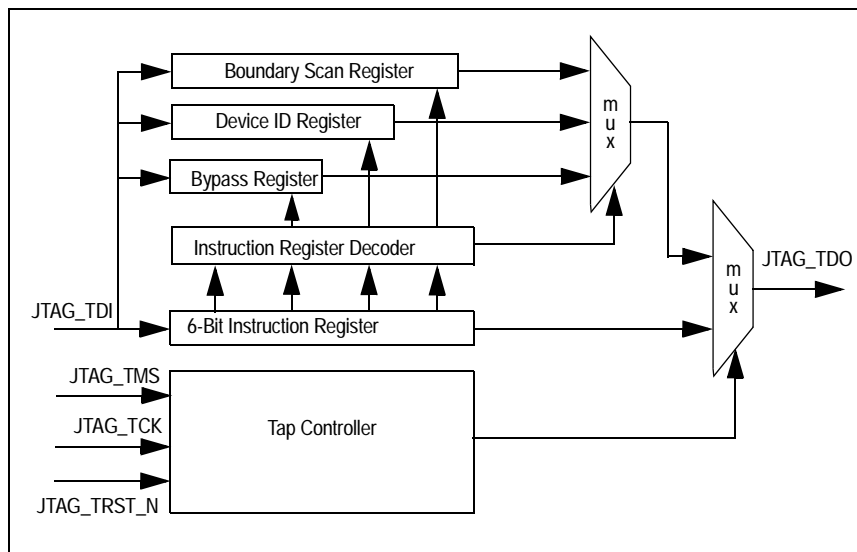 Boundary Scan Register
Device ID Register
Bypass Register
Instruction Register Decoder
6-Bit Instruction Register
Tap Controller
m
u
x
m
u
x
JTAG_TDI
JTAG_TMS
JTAG_TCK
JTAG_TRST_N
JTAG_TDO